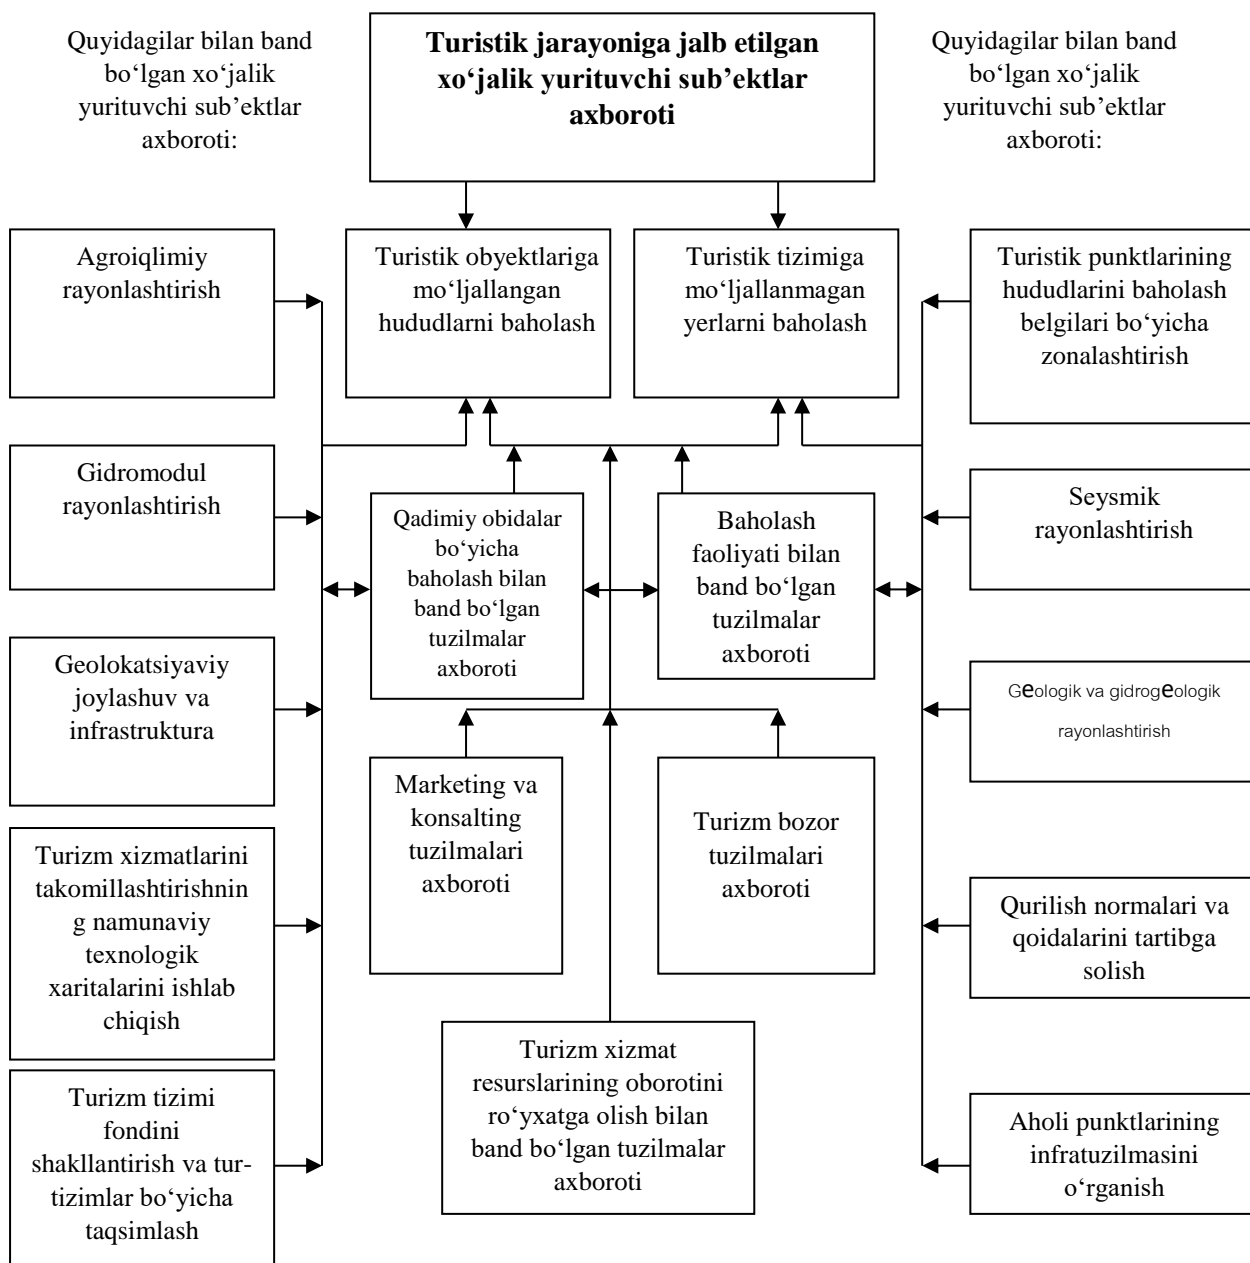 Quyidagilar bilan band
bo‘lgan xo‘jalik
yurituvchi sub’ektlar
axboroti:
Turistik jarayoniga jalb etilgan
xo‘jalik yurituvchi sub’ektlar
axboroti
Quyidagilar bilan band
bo‘lgan xo‘jalik
yurituvchi sub’ektlar
axboroti:
Agroiqlimiy
rayonlashtirish
Turistik obyektlariga
mo‘ljallangan
hududlarni baholash
Turistik tizimiga
mo‘ljallanmagan
yerlarni baholash
Turistik punktlarining
hududlarini baholash
belgilari bo‘yicha
zonalashtirish
Gidromodul
rayonlashtirish
Qadimiy obidalar
bo‘yicha
baholash bilan
band bo‘lgan
tuzilmalar
axboroti
Baholash
faoliyati bilan
band bo‘lgan
tuzilmalar
axboroti
Seysmik
rayonlashtirish
Geolokatsiyaviy
joylashuv va
infrastruktura
Geologik va gidrogeologik
rayonlashtirish
Marketing va
konsalting
tuzilmalari
axboroti
Turizm bozor
tuzilmalari
axboroti
Turizm xizmatlarini
takomillashtirishnin
g namunaviy
texnologik
xaritalarini ishlab
chiqish
Qurilish normalari va
qoidalarini tartibga
solish
Turizm xizmat
resurslarining oborotini
ro‘yxatga olish bilan
band bo‘lgan tuzilmalar
axboroti
Turizm tizimi
fondini
shakllantirish va tur-
tizimlar bo‘yicha
taqsimlash
Aholi punktlarining
infratuzilmasini
o‘rganish